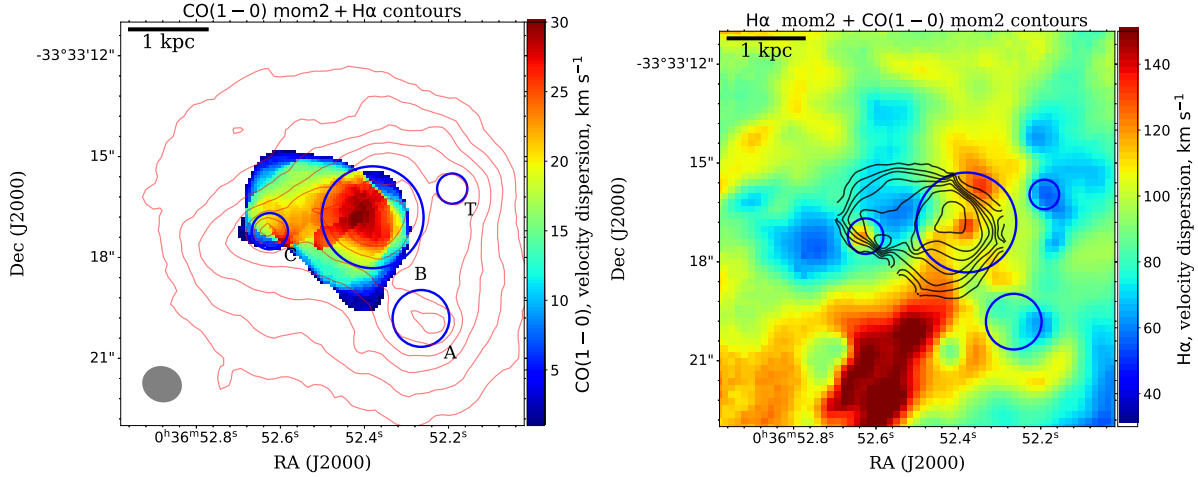 CO(1−0) mom2 + Hα contours
1 kpc
-33°33'12"
15"
18"
21"
Dec (J2000)
T
C
B
A
0ʰ36ᵐ52.8ˢ 52.6ˢ 52.4ˢ 52.2ˢ
RA (J2000)
30
25
20
15
10
5
CO(1−0), velocity dispersion, km s⁻¹
Hα mom2 + CO(1−0) mom2 contours
1 kpc
-33°33'12"
15"
18"
21"
Dec (J2000)
0ʰ36ᵐ52.8ˢ 52.6ˢ 52.4ˢ 52.2ˢ
RA (J2000)
140
120
100
80
60
40
Hα, velocity dispersion, km s⁻¹